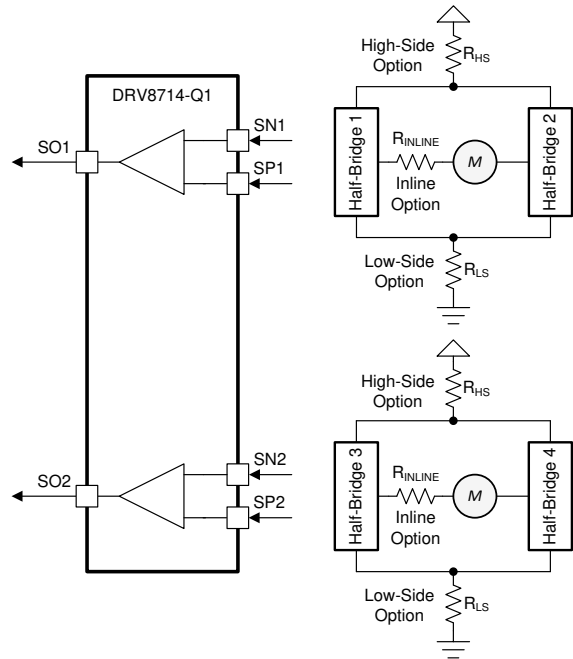 DRV8714-Q1
SO1
SN1
SP1
SO2
SN2
SP2
High-Side
Option
RHS
Half-Bridge 1
RINLINE
Inline
Option
M
Half-Bridge 2
Low-Side
Option
RLS
High-Side
Option
RHS
Half-Bridge 3
RINLINE
Inline
Option
M
Half-Bridge 4
Low-Side
Option
RLS